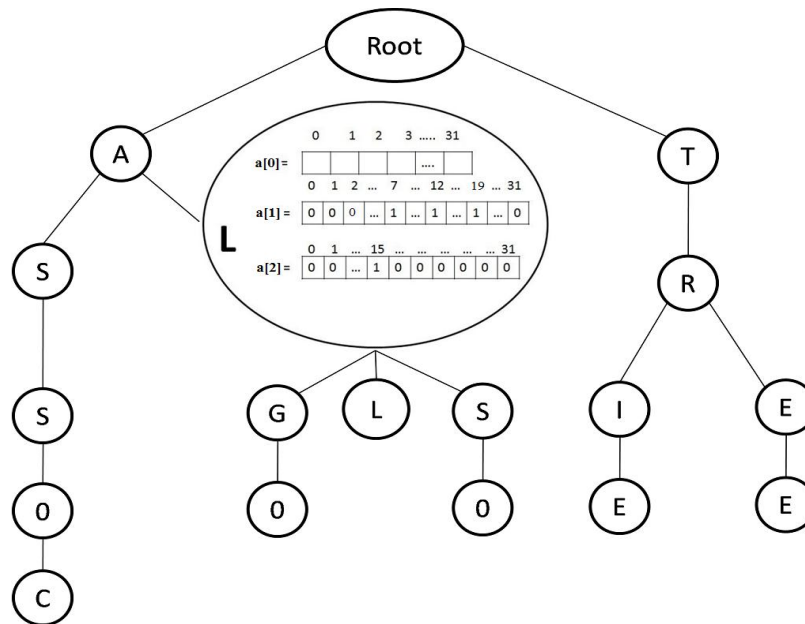 Root
A
T
0 1 2 3 ..... 31
a[0] = ....
0 1 2 ... 7 ... 12 ... 19 ... 31
a[1] = 0 0 0 ... 1 ... 1 ... 1 ... 0
L
0 1 ... 15 ... ... ... ... ... 31
a[2] = 0 0 ... 1 0 0 0 0 0 0
S
R
S
G
L
S
I
E
0
0
0
E
E
C